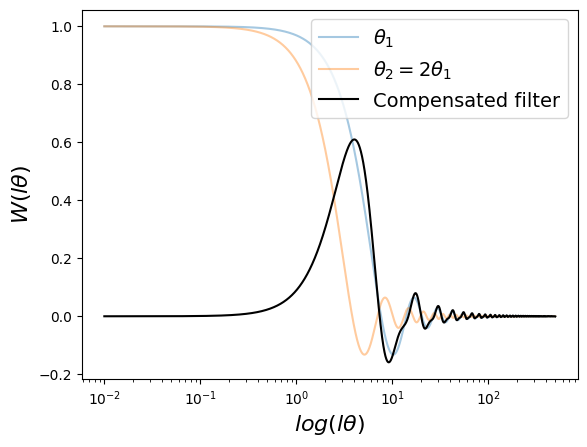 θ₁
θ₂ = 2θ₁
Compensated filter
W(lθ)
1.0
0.8
0.6
0.4
0.2
0.0
−0.2
10⁻² 10⁻¹ 10⁰ 10¹ 10²
log(lθ)